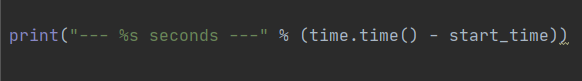 print("--- %s seconds ---" % (time.time() - start_time))